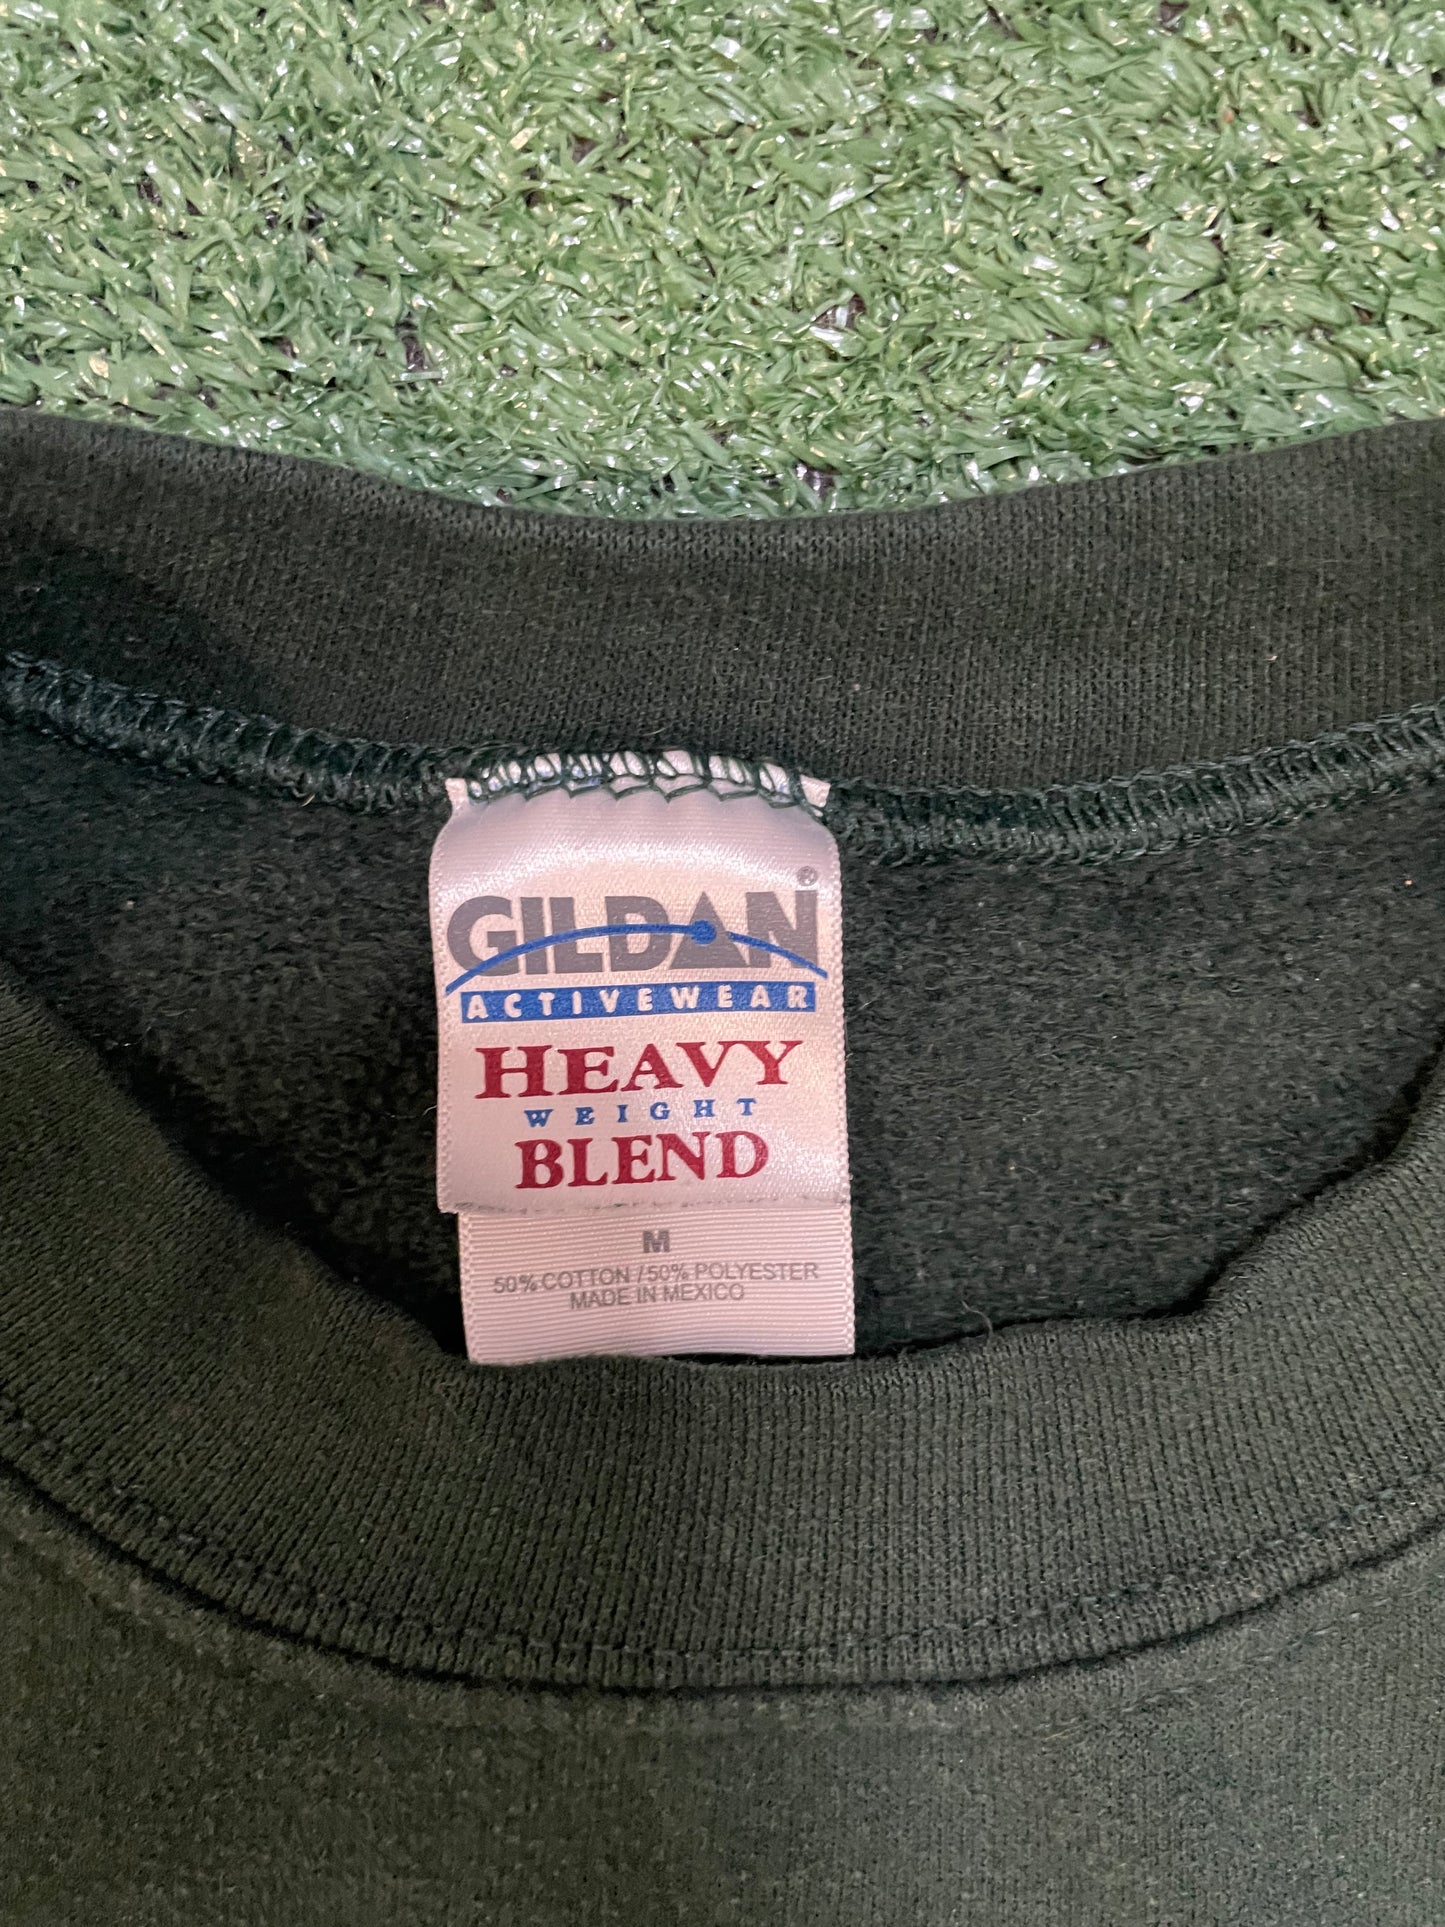 GILDAN®
ACTIVEWEAR
HEAVY
WEIGHT
BLEND
M
50% COTTON / 50% POLYESTER
MADE IN MEXICO